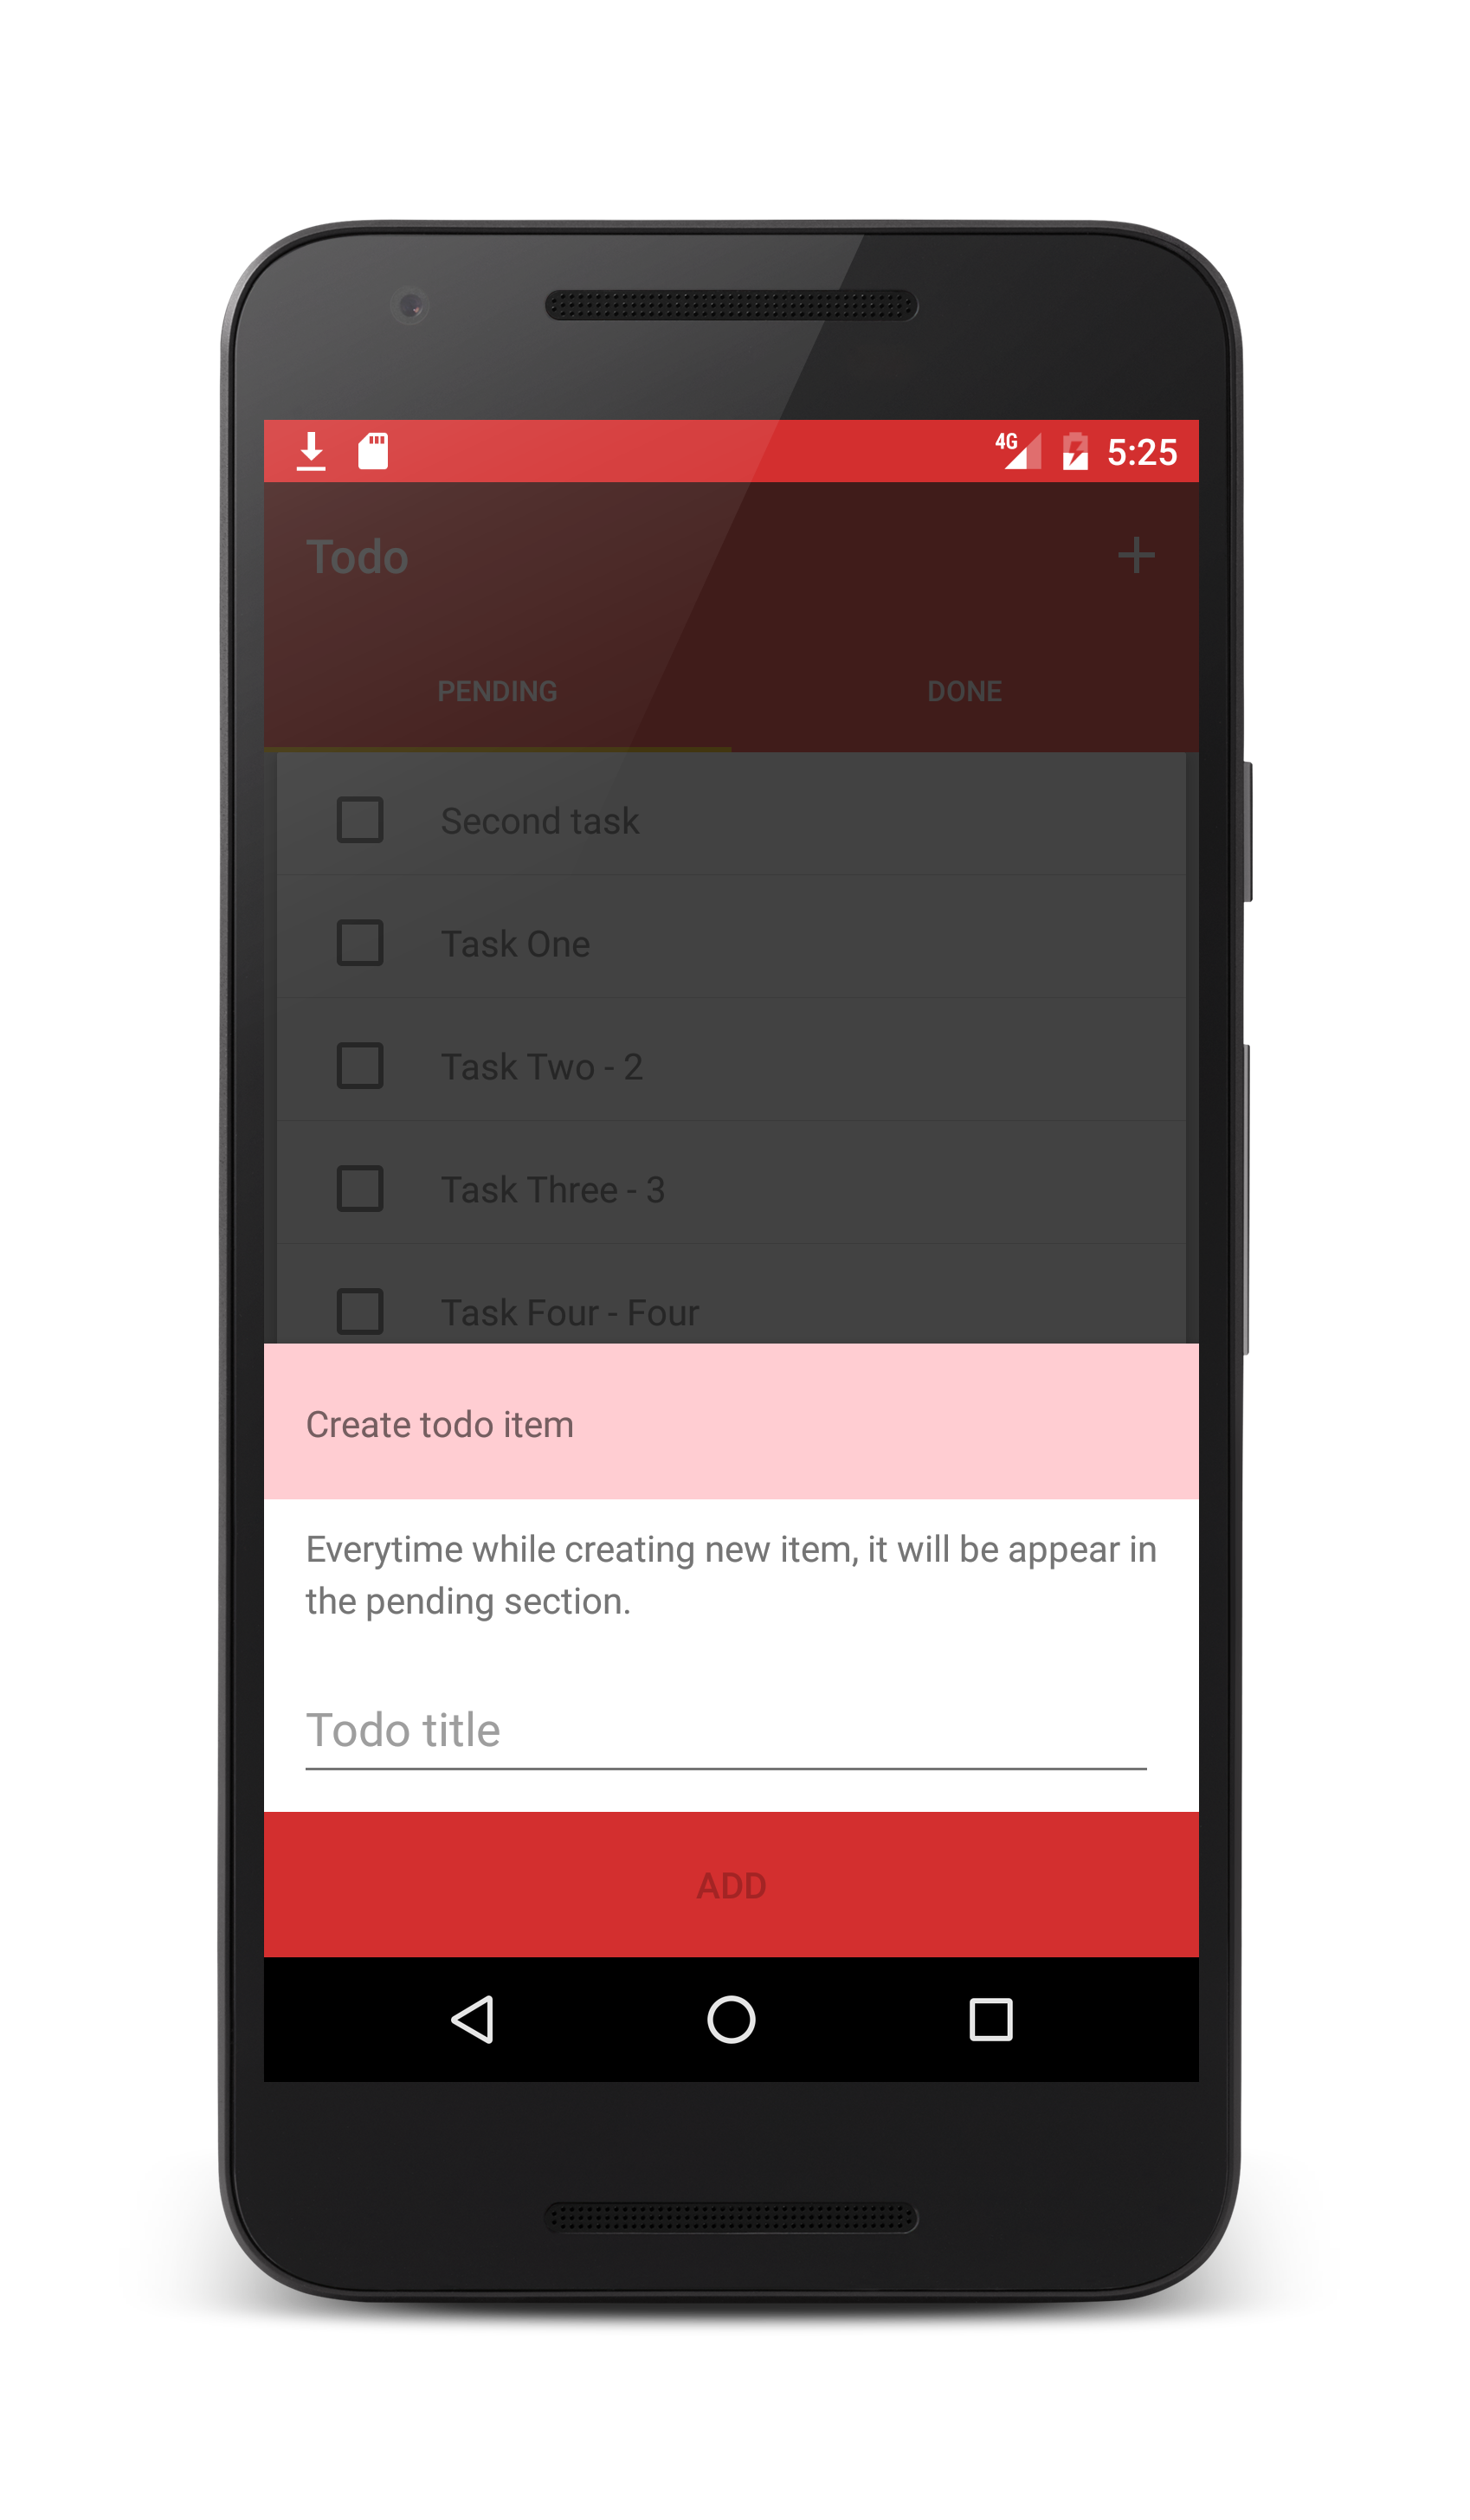 4G 5:25
Todo
PENDING DONE
Second task
Task One
Task Two - 2
Task Three - 3
Task Four - Four
Create todo item
Everytime while creating new item, it will be appear in
the pending section.
Todo title
ADD